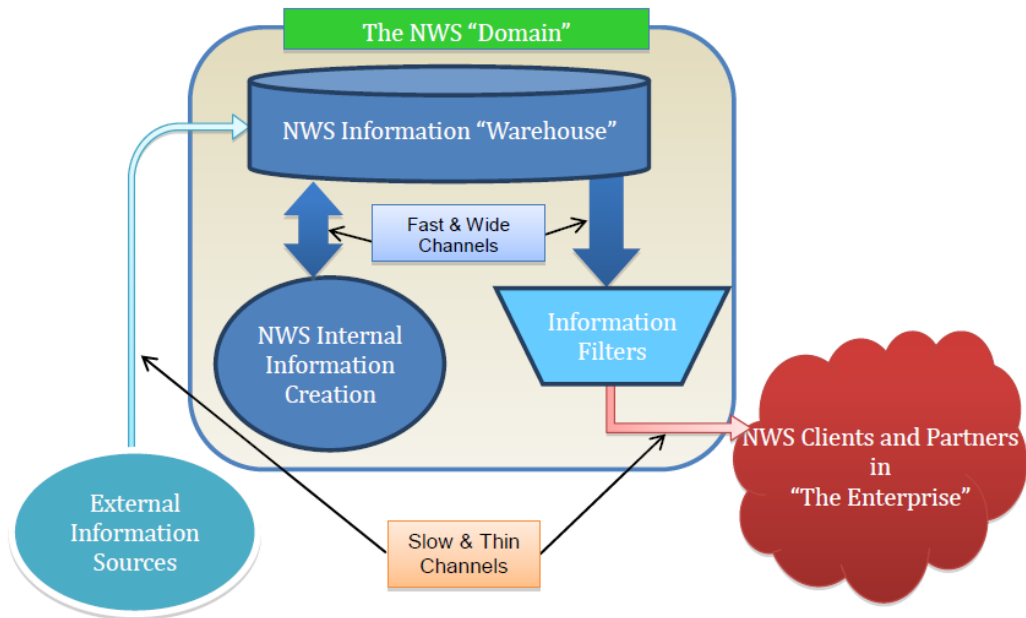 The NWS “Domain”
NWS Information “Warehouse”
Fast & Wide
Channels
NWS Internal
Information
Creation
Information
Filters
NWS Clients and Partners
in
“The Enterprise”
External
Information
Sources
Slow & Thin
Channels